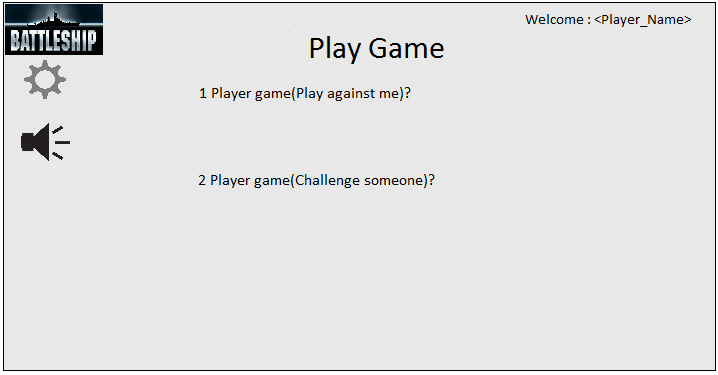 BATTLESHIP
Welcome : <Player_Name>
Play Game
1 Player game(Play against me)?
2 Player game(Challenge someone)?